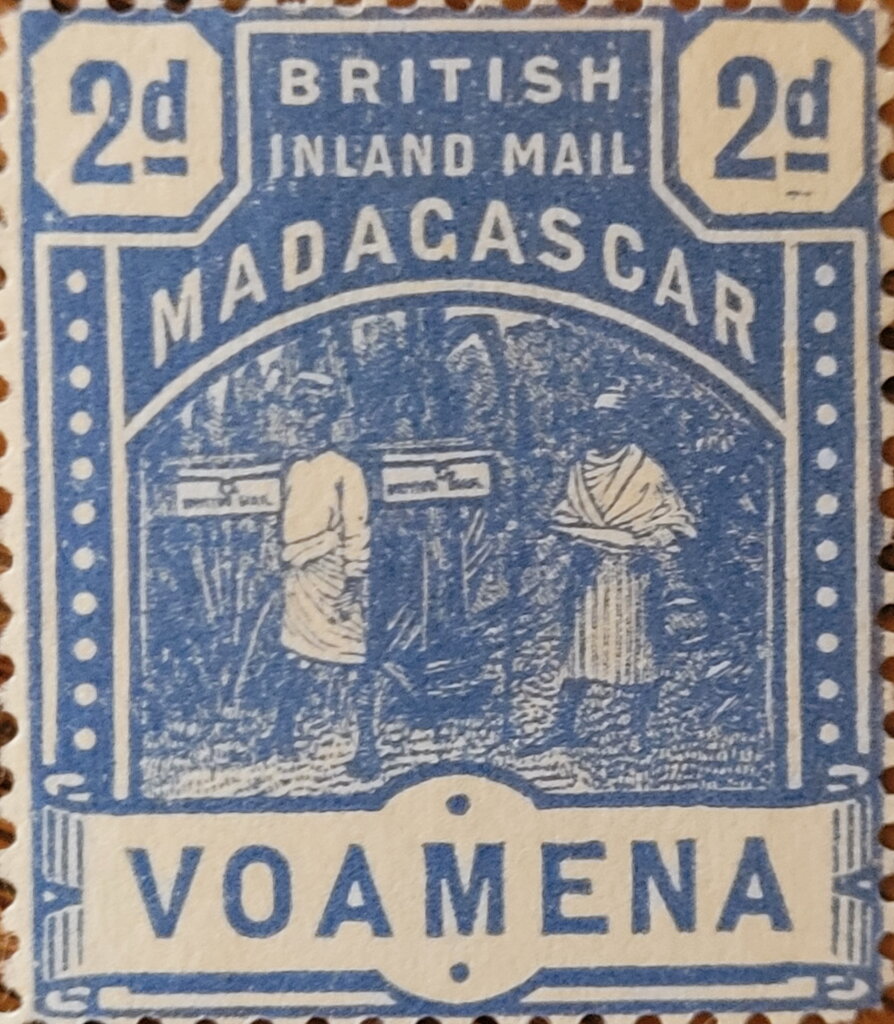 2d 2d
BRITISH
INLAND MAIL
MADAGASCAR
VOAMENA